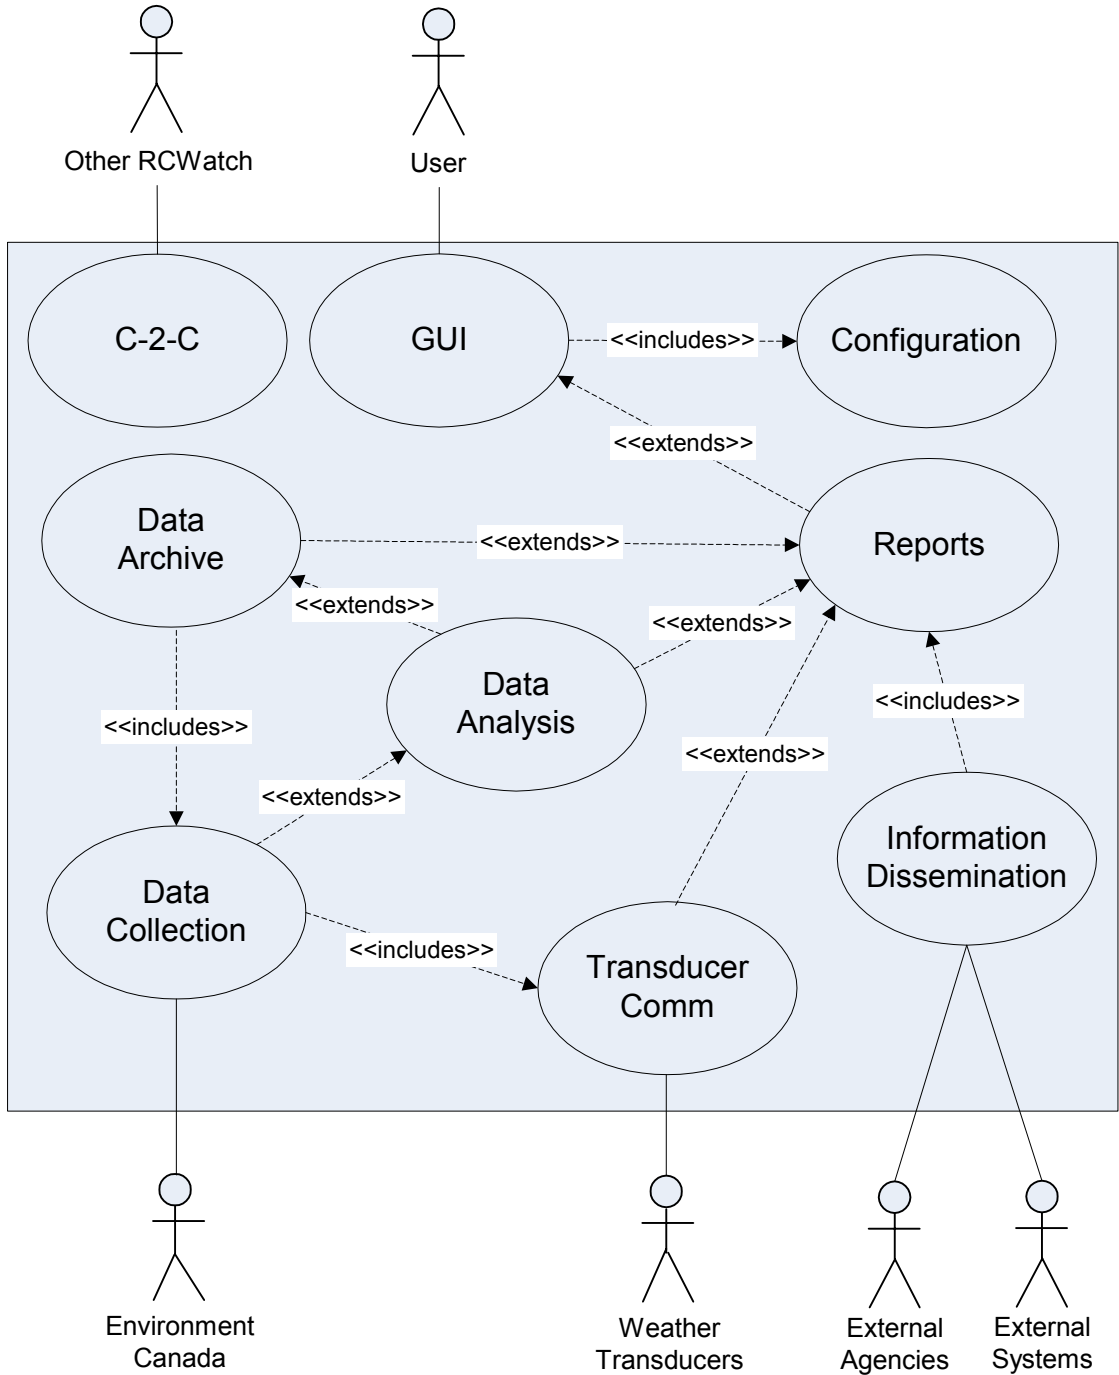 Other RCWatch
User
C-2-C
GUI
<<includes>>
Configuration
<<extends>>
Data
Archive
<<extends>>
Reports
<<extends>>
<<extends>>
Data
Analysis
<<includes>>
<<includes>>
<<extends>>
<<extends>>
Information
Dissemination
Data
Collection
<<includes>>
Transducer
Comm
Environment
Canada
Weather
Transducers
External
Agencies
External
Systems